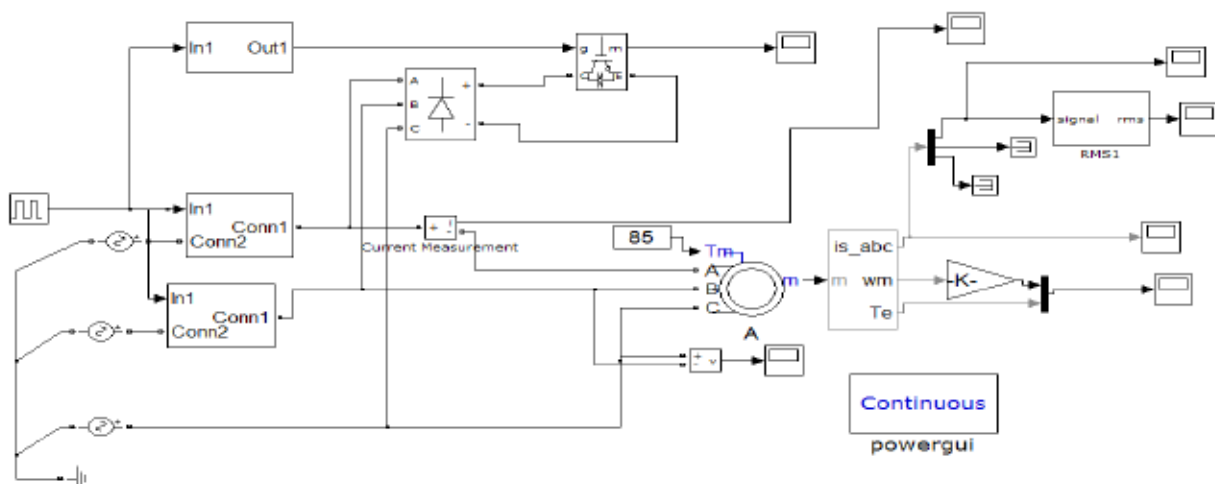 In1 Out1
g m
C E
A +
B
C -
signal rms
RMS1
In1
Conn1
Conn2
+ i
-
Current Measurement
85
Tm
is_abc
A
m
m
wm
-K-
B
C
Te
In1
Conn1
Conn2
A
+
- v
Continuous
powergui